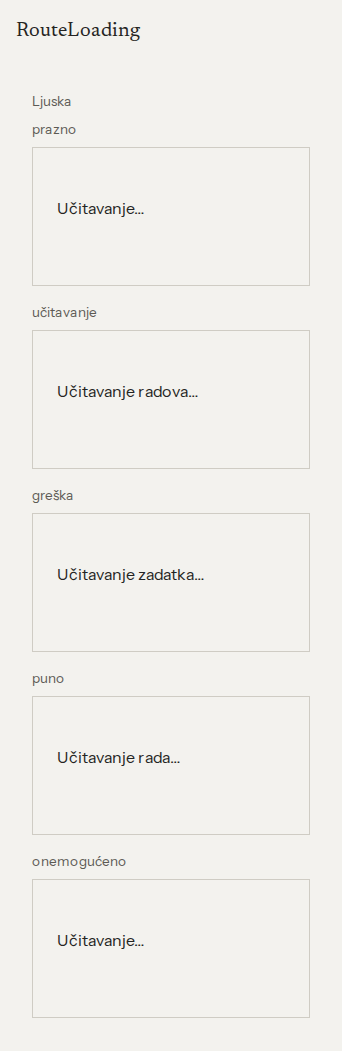 RouteLoading
Ljuska
prazno
Učitavanje...
učitavanje
Učitavanje radova...
greška
Učitavanje zadatka...
puno
Učitavanje rada...
onemogućeno
Učitavanje...